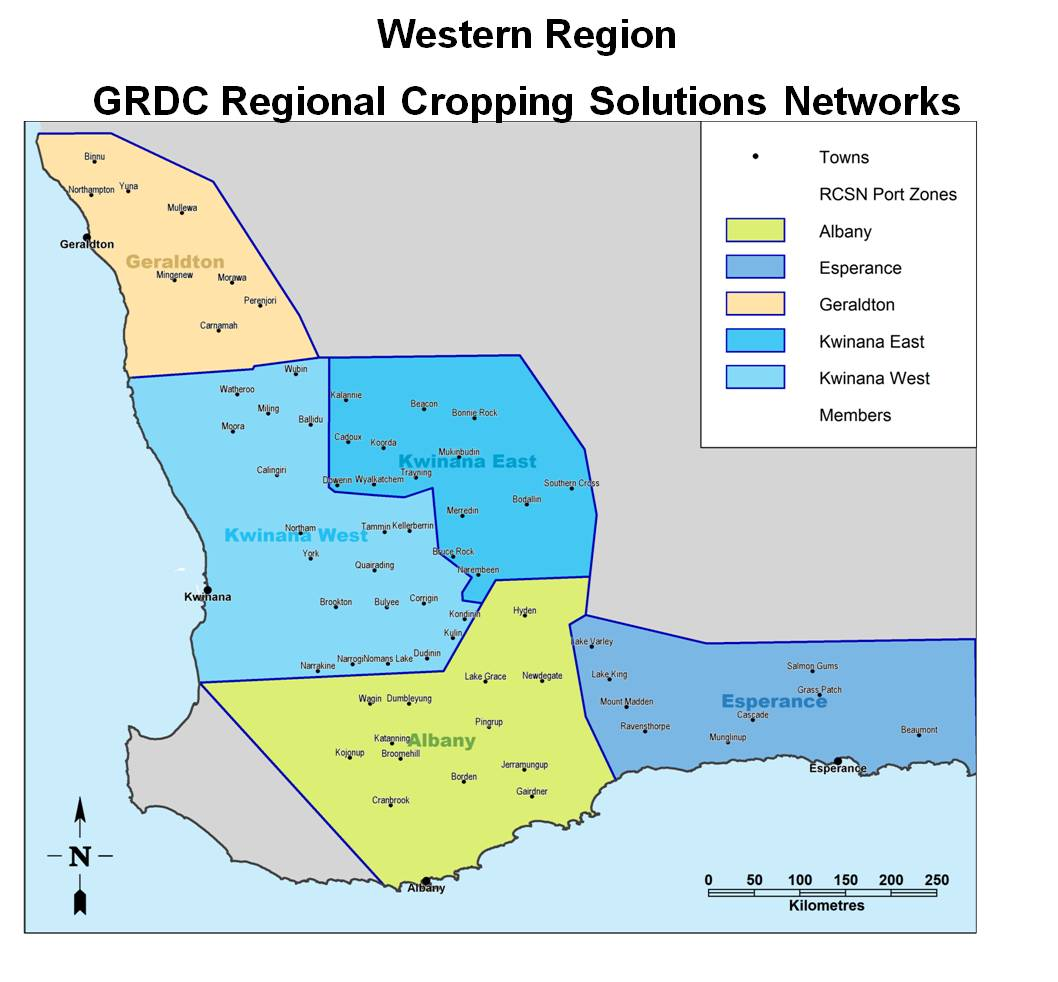 Western Region
GRDC Regional Cropping Solutions Networks
Towns
RCSN Port Zones
Albany
Esperance
Geraldton
Kwinana East
Kwinana West
Members
Binnu
Northampton
Yuna
Mullewa
Geraldton
Geraldton
Mingenew
Morawa
Perenjori
Carnamah
Wubin
Watheroo
Miling
Moora
Ballidu
Calingiri
Kalannie
Beacon
Bonnie Rock
Cadoux
Koorda
Mukinbudin
Kwinana East
Trayning
Dowerin
Wyalkatchem
Southern Cross
Bodallin
Merredin
Northam
Tammin
Kellerberrin
Kwinana West
York
Bruce Rock
Quairading
Narembeen
Kwinana
Brookton
Bulyee
Corrigin
Kondinin
Hyden
Kulin
Dudinin
Narrakine
Narrogi
Nomans Lake
Lake Varley
Lake King
Lake Grace
Newdegate
Salmon Gums
Grass Patch
Wagin
Dumbleyung
Mount Madden
Esperance
Cascade
Pingrup
Ravensthorpe
Munglinup
Beaumont
Katanning
Albany
Kojonup
Broomehill
Jerramungup
Esperance
Borden
Gairdner
Cranbrook
Albany
N
0 50 100 150 200 250
Kilometres